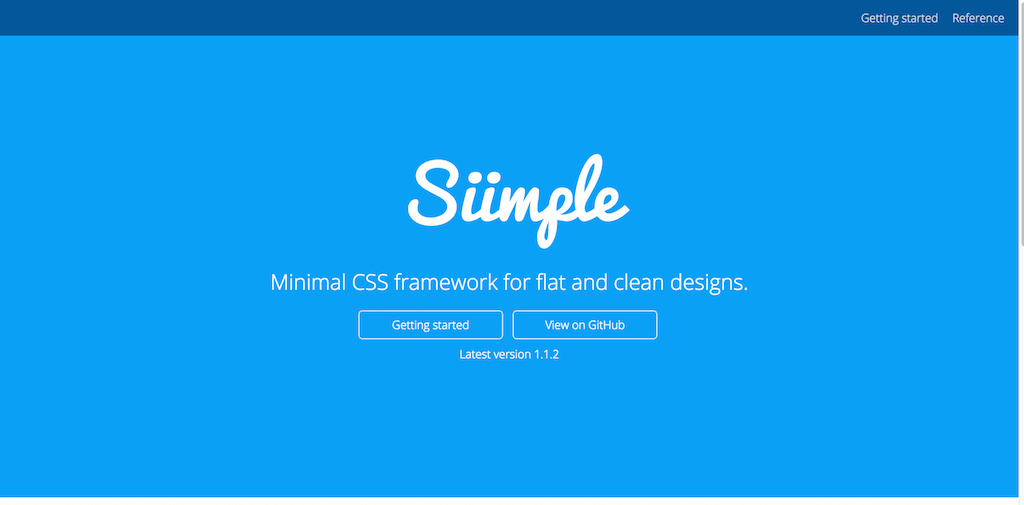 Getting started Reference
Siimple
Minimal CSS framework for flat and clean designs.
Getting started View on GitHub
Latest version 1.1.2